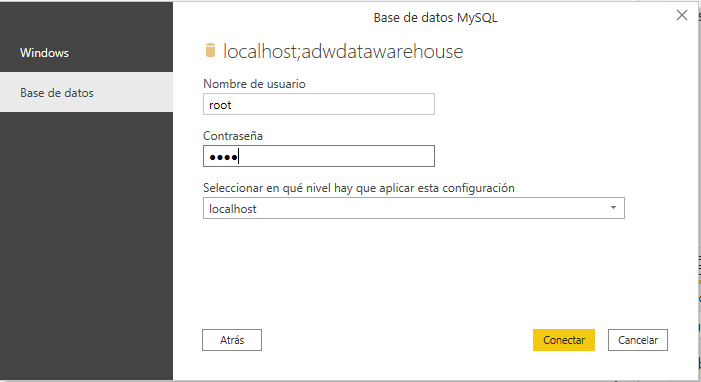 Base de datos MySQL
Windows
Base de datos
localhost;adwdatawarehouse
Nombre de usuario
root
Contraseña
••••
Seleccionar en qué nivel hay que aplicar esta configuración
localhost
Atrás
Conectar
Cancelar